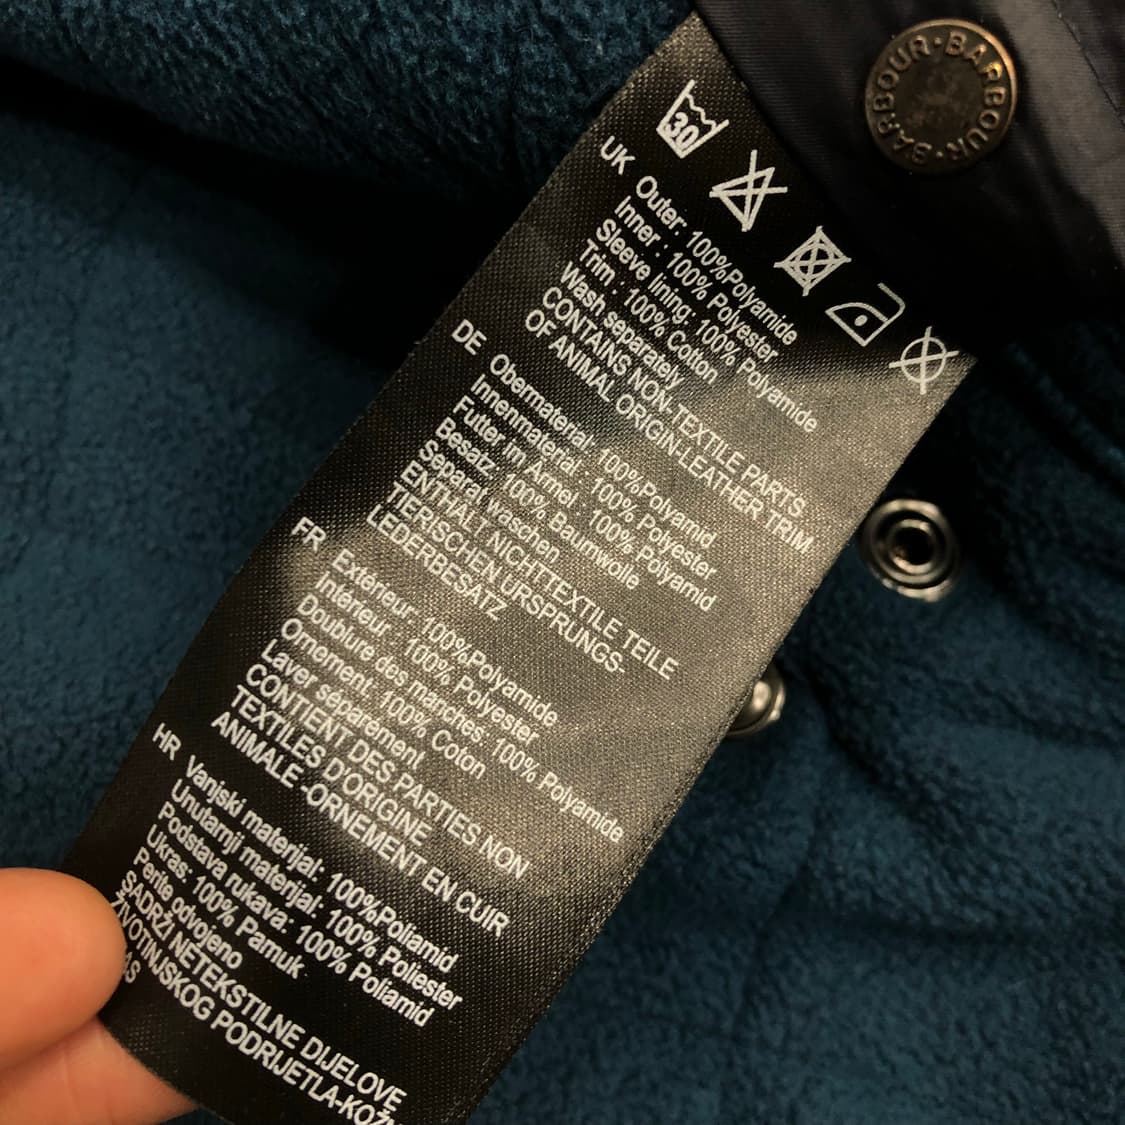 BARBOUR·BARBOUR·BARBOUR·
30
UK Outer: 100%Polyamide
Inner : 100% Polyester
Sleeve lining: 100% Polyamide
Trim : 100% Cotton
Wash separately
CONTAINS NON-TEXTILE PARTS
OF ANIMAL ORIGIN-LEATHER TRIM.
DE Obermaterial: 100%Polyamid
Innenmaterial : 100% Polyester
Futter im Ärmel : 100% Polyamid
Besatz: 100% Baumwolle
Separat waschen
ENTHÄLT NICHTTEXTILE TEILE
TIERISCHEN URSPRUNGS-
LEDERBESATZ
FR Extérieur: 100%Polyamide
Intérieur : 100% Polyester
Doublure des manches: 100% Polyamide
Ornement: 100% Coton
Laver séparément
CONTIENT DES PARTIES NON
TEXTILES D'ORIGINE
ANIMALE -ORNEMENT EN CUIR
HR Vanjski materijal: 100%Poliamid
Unutarnji materijal: 100% Poliester
Podstava rukava: 100% Poliamid
Ukras: 100% Pamuk
Perite odvojeno
SADRŽI NETEKSTILNE DIJELOVE
ŽIVOTINJSKOG PODRIJETLA-KOŽ